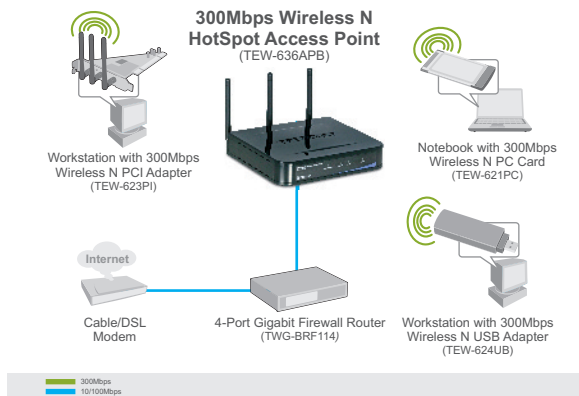 300Mbps Wireless N
HotSpot Access Point
(TEW-636APB)
Workstation with 300Mbps
Wireless N PCI Adapter
(TEW-623PI)
Notebook with 300Mbps
Wireless N PC Card
(TEW-621PC)
Internet
Cable/DSL
Modem
4-Port Gigabit Firewall Router
(TWG-BRF114)
Workstation with 300Mbps
Wireless N USB Adapter
(TEW-624UB)
300Mbps
10/100Mbps